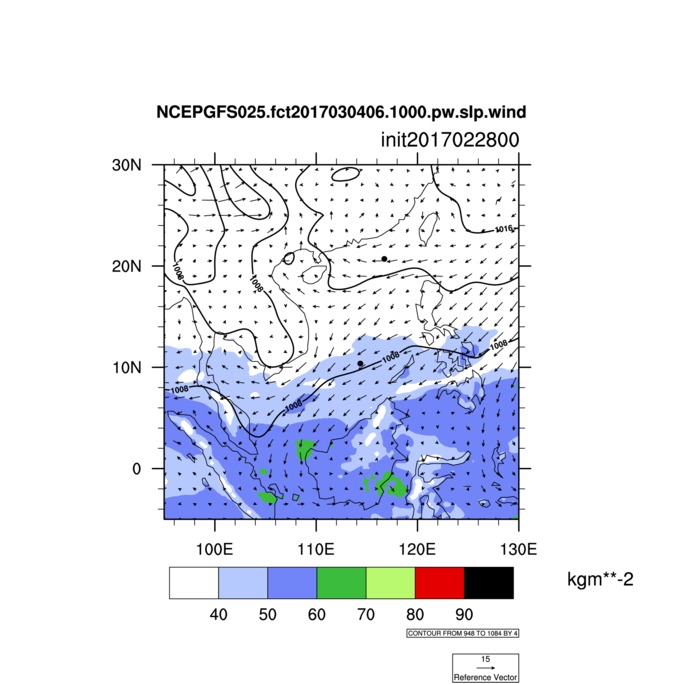 NCEPGFS025.fct2017030406.1000.pw.slp.wind
init2017022800
30N
1016
20N
1008
1008
1008
1008
10N
1008
1008
0
100E
110E
120E
130E
kgm**-2
40
50
60
70
80
90
CONTOUR FROM 948 TO 1084 BY 4
15
Reference Vector